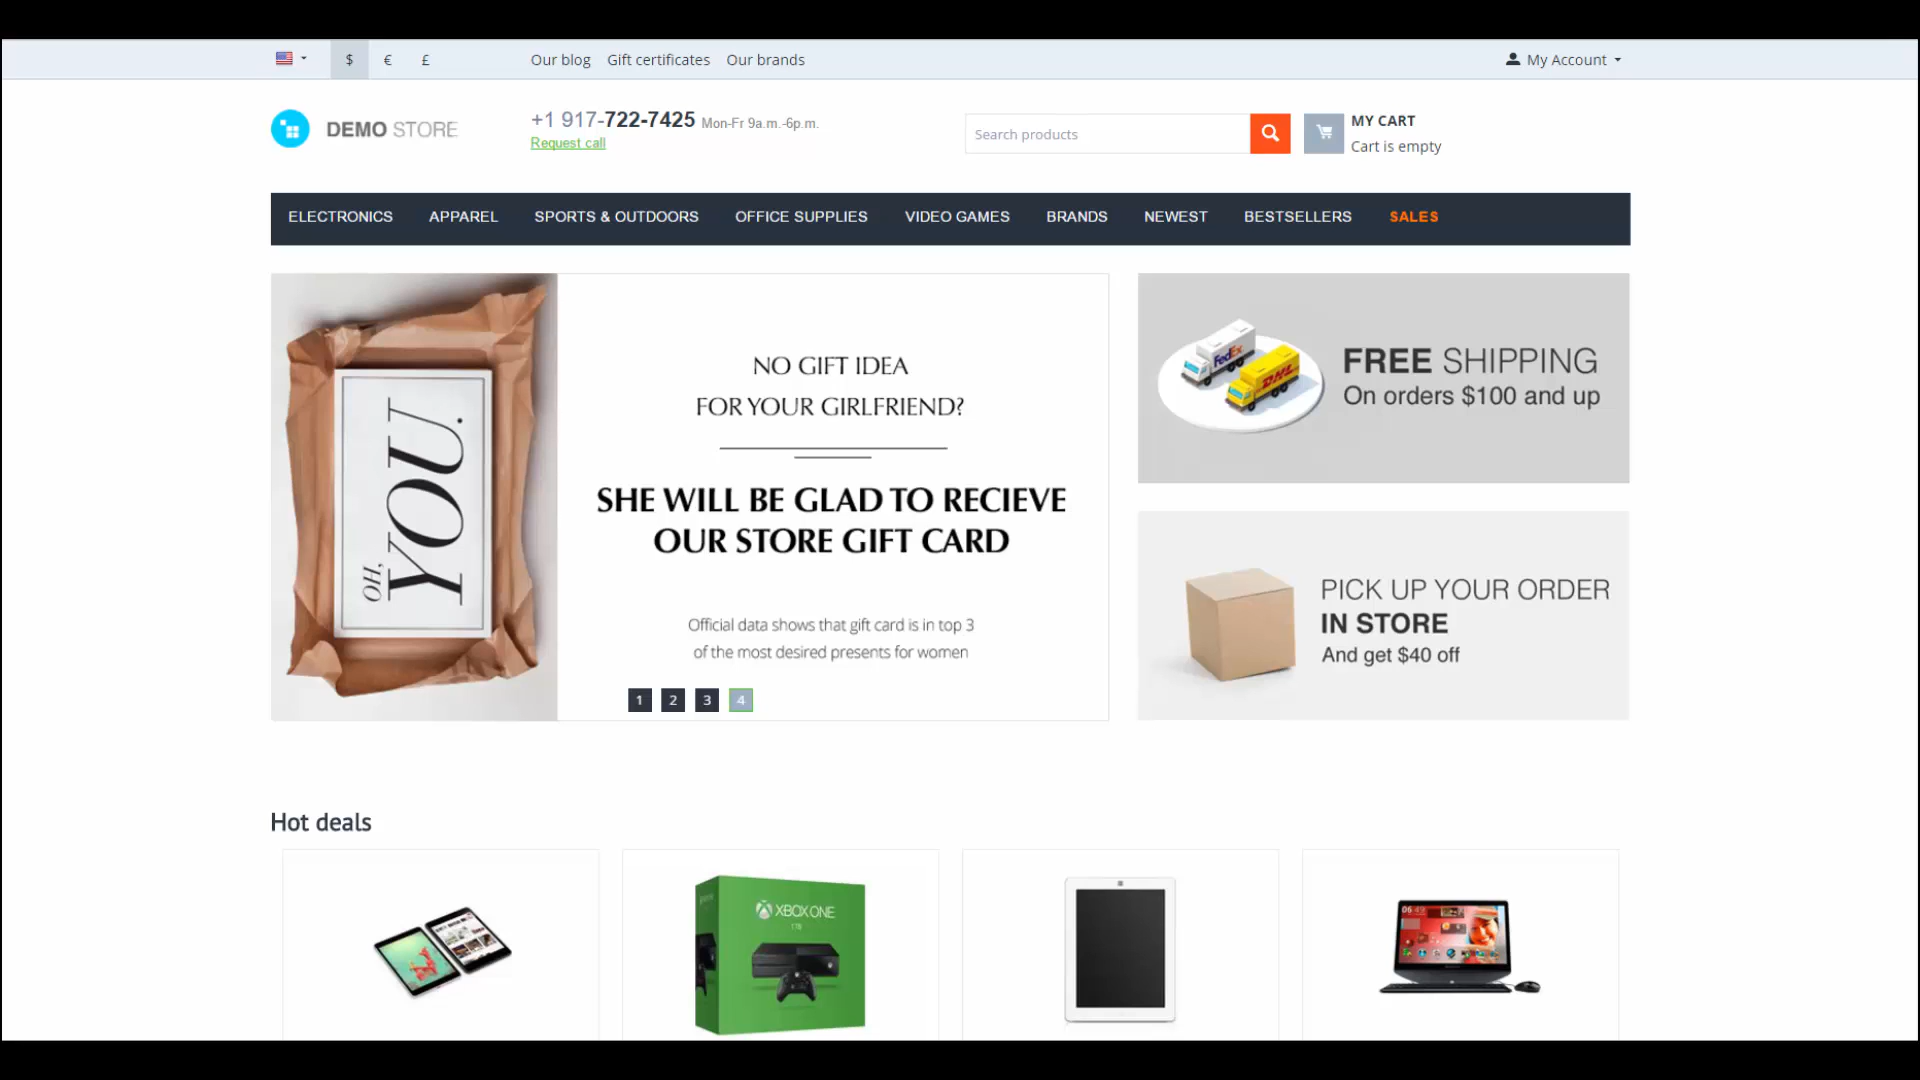 $ € £ Our blog Gift certificates Our brands My Account
DEMO STORE
+1 917-722-7425 Mon-Fr 9a.m.-6p.m.
Request call
Search products
MY CART
Cart is empty
ELECTRONICS APPAREL SPORTS & OUTDOORS OFFICE SUPPLIES VIDEO GAMES BRANDS NEWEST BESTSELLERS SALES
OH,
YOU.
NO GIFT IDEA
FOR YOUR GIRLFRIEND?
SHE WILL BE GLAD TO RECIEVE
OUR STORE GIFT CARD
Official data shows that gift card is in top 3
of the most desired presents for women
1 2 3 4
FedEx
DHL
FREE SHIPPING
On orders $100 and up
PICK UP YOUR ORDER
IN STORE
And get $40 off
Hot deals
XBOX ONE
1TB
06:49